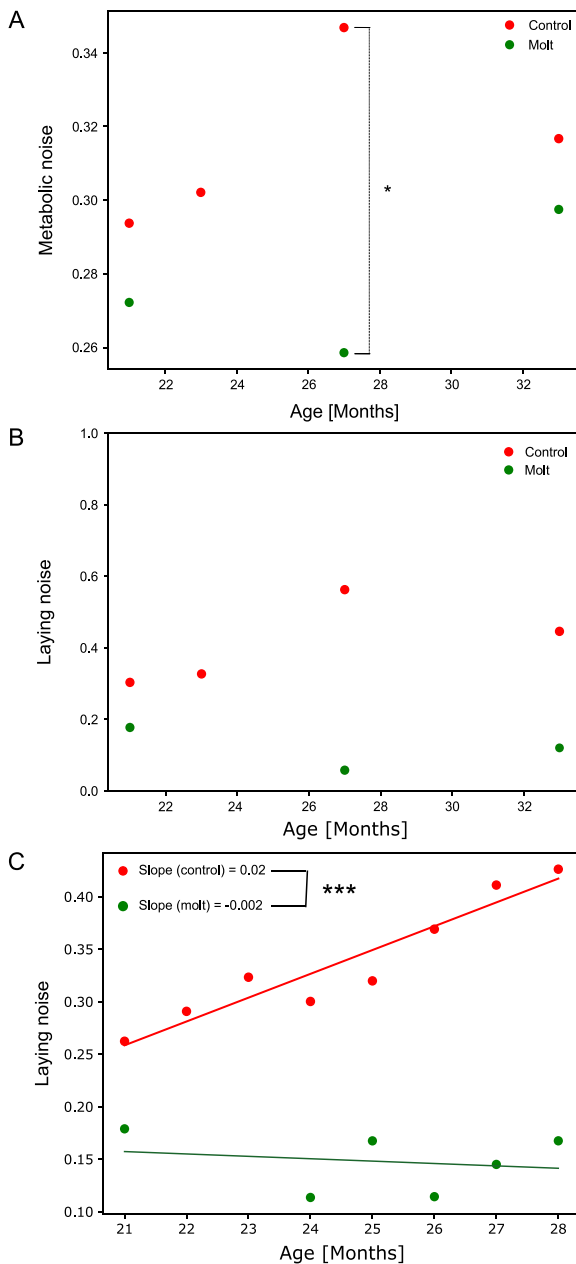 A
Control
Molt
0.34
0.32
0.30
0.28
0.26
Metabolic noise
*
22 24 26 28 30 32
Age [Months]
B
Control
Molt
1.0
0.8
0.6
0.4
0.2
0.0
Laying noise
22 24 26 28 30 32
Age [Months]
C
Slope (control) = 0.02
***
Slope (molt) = -0.002
0.40
0.35
0.30
0.25
0.20
0.15
0.10
Laying noise
21 22 23 24 25 26 27 28
Age [Months]